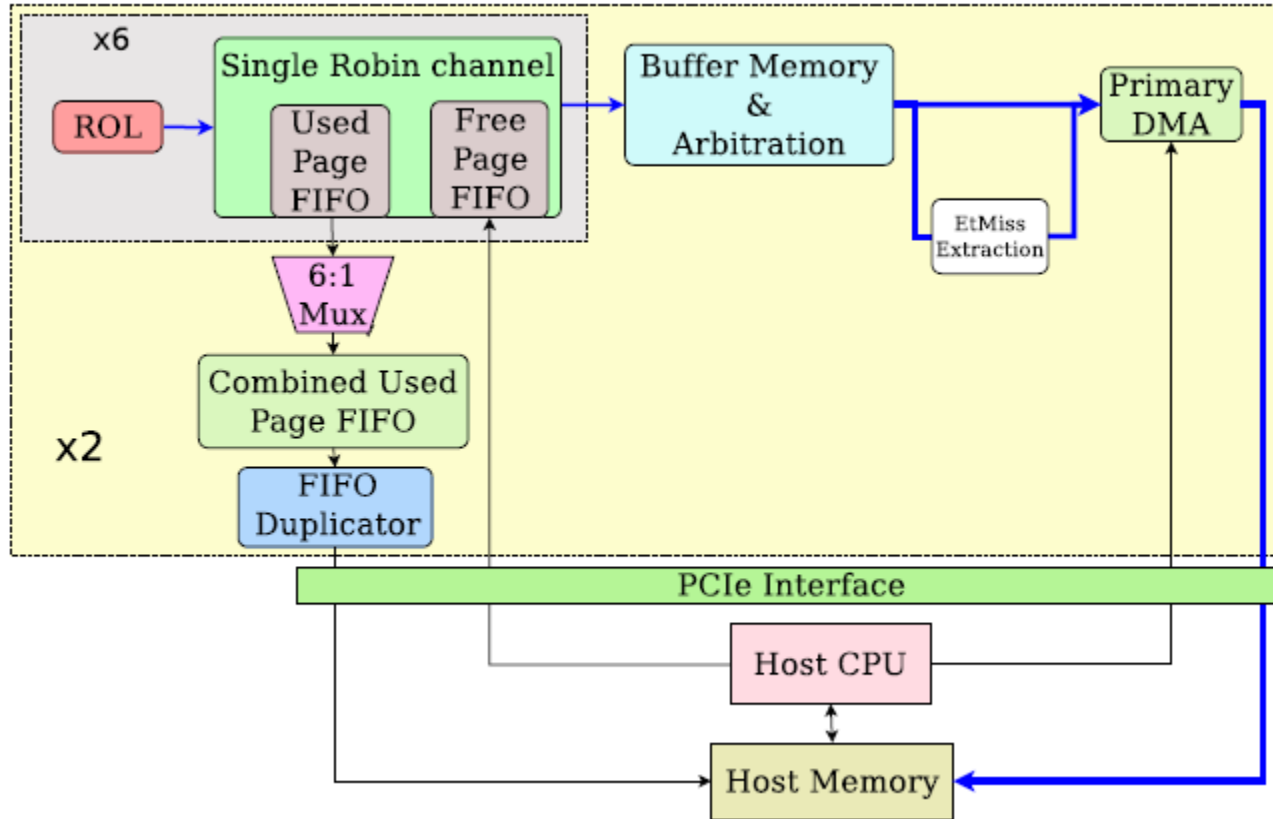 x6
Single Robin channel
ROL
Used
Page
FIFO
Free
Page
FIFO
Buffer Memory
&
Arbitration
Primary
DMA
EtMiss
Extraction
6:1
Mux
Combined Used
Page FIFO
x2
FIFO
Duplicator
PCIe Interface
Host CPU
Host Memory